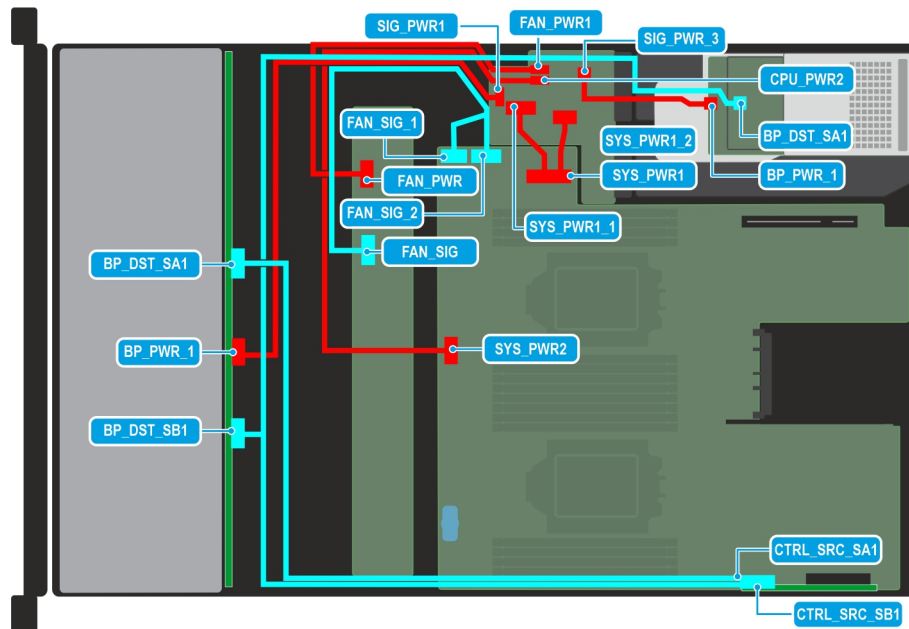 SIG_PWR1
FAN_PWR1
SIG_PWR_3
CPU_PWR2
FAN_SIG_1
BP_DST_SA1
SYS_PWR1_2
FAN_PWR
SYS_PWR1
BP_PWR_1
FAN_SIG_2
SYS_PWR1_1
FAN_SIG
BP_DST_SA1
BP_PWR_1
SYS_PWR2
BP_DST_SB1
CTRL_SRC_SA1
CTRL_SRC_SB1